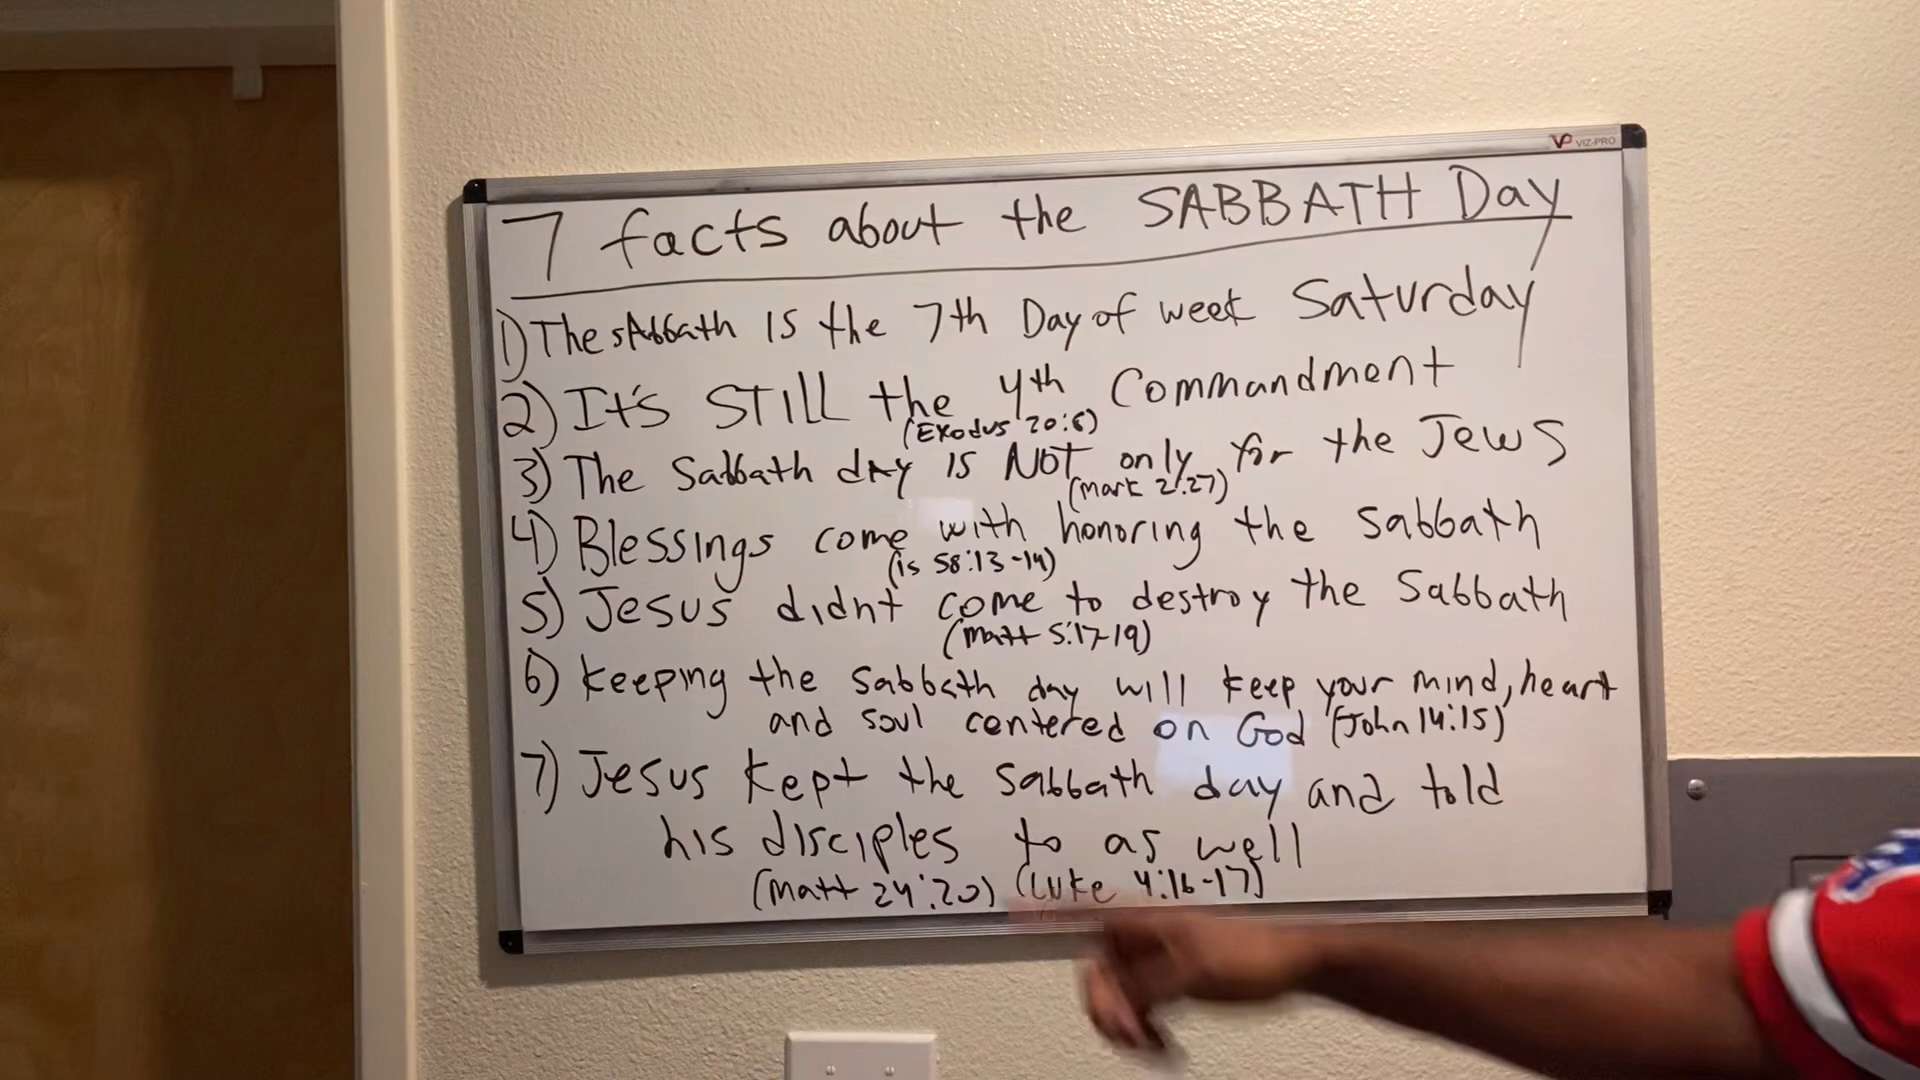 VP VIZ-PRO
7 facts about the SABBATH Day
1) The sAbbath IS the 7th Day of week Saturday
2) It's STILL the 4th Commandment
(Exodus 20:8)
3) The Sabbath dAy IS NOT only for the Jews
(mark 2:27)
4) Blessings come with honoring the Sabbath
(is 58:13-14)
5) Jesus didnt come to destroy the Sabbath
(matt 5:17-19)
6) keeping the sabbath day will keep your mind, heart
and soul centered on God (John 14:15)
7) Jesus kept the sabbath day and told
his disciples to as well
(matt 24:20) (Luke 4:16-17)